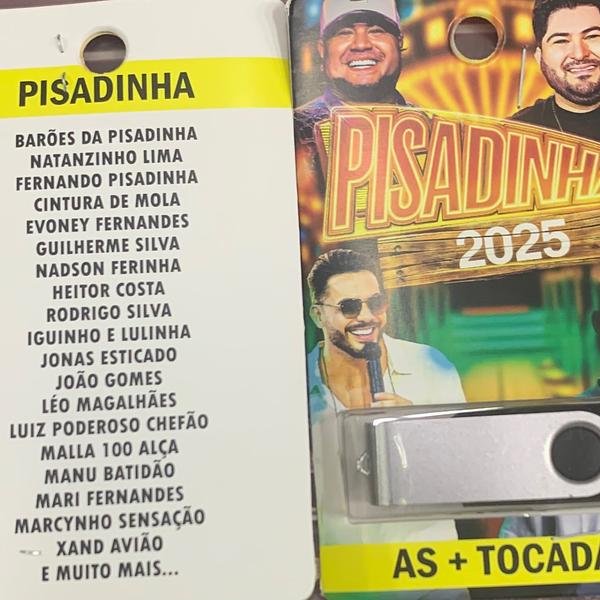 PISADINHA
BARÕES DA PISADINHA
NATANZINHO LIMA
FERNANDO PISADINHA
CINTURA DE MOLA
EVONEY FERNANDES
GUILHERME SILVA
NADSON FERINHA
HEITOR COSTA
RODRIGO SILVA
IGUINHO E LULINHA
JONAS ESTICADO
JOÃO GOMES
LÉO MAGALHÃES
LUIZ PODEROSO CHEFÃO
MALLA 100 ALÇA
MANU BATIDÃO
MARI FERNANDES
MARCYNHO SENSAÇÃO
XAND AVIÃO
E MUITO MAIS...
PISADINHA
2025
AS + TOCADA